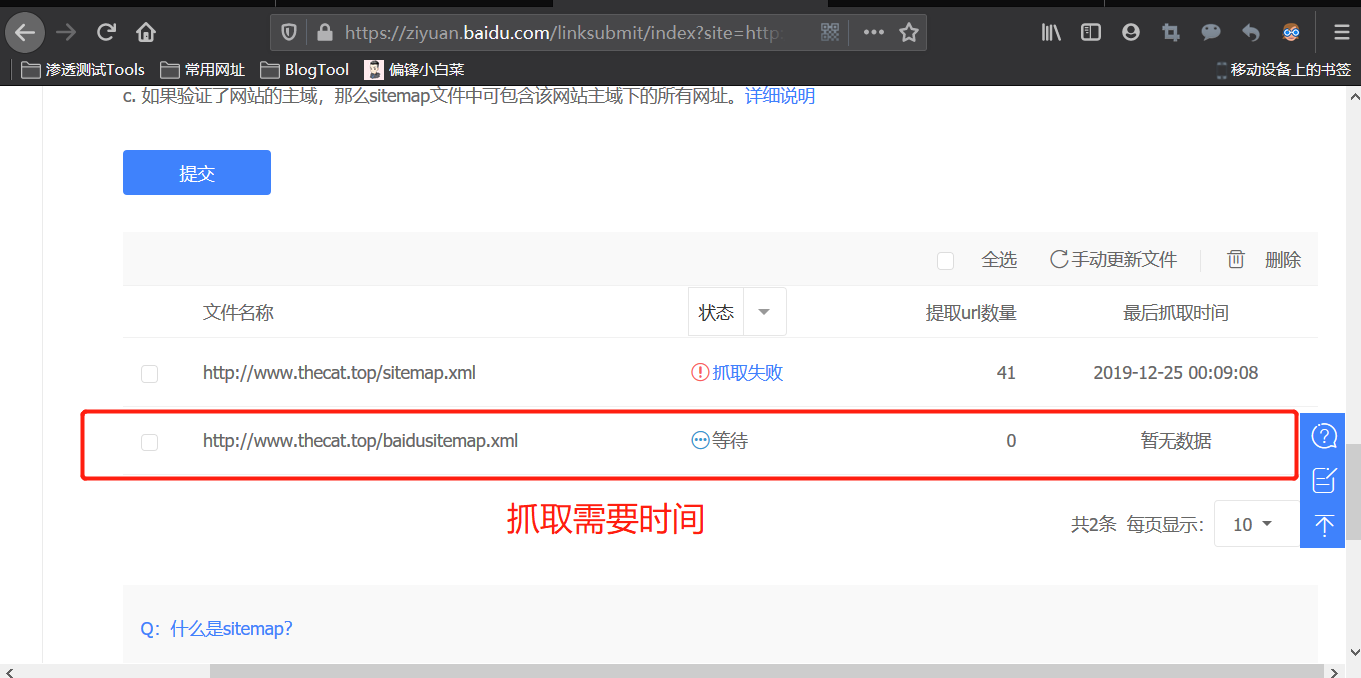 https://ziyuan.baidu.com/linksubmit/index?site=http:
渗透测试Tools 常用网址 BlogTool 偏锋小白菜 移动设备上的书签
c. 如果验证了网站的主域，那么sitemap文件中可包含该网站主域下的所有网址。详细说明
提交
全选 手动更新文件 删除
文件名称 状态 提取url数量 最后抓取时间
http://www.thecat.top/sitemap.xml 抓取失败 41 2019-12-25 00:09:08
http://www.thecat.top/baidusitemap.xml 等待 0 暂无数据
抓取需要时间
共2条 每页显示： 10
Q：什么是sitemap？